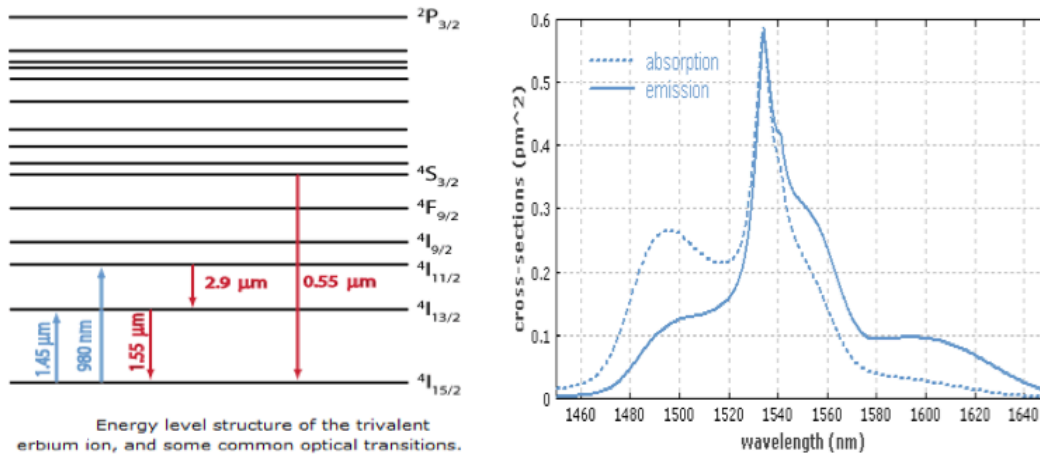 ²P₃/₂
⁴S₃/₂
⁴F₉/₂
⁴I₉/₂
⁴I₁₁/₂
2.9 μm
0.55 μm
⁴I₁₃/₂
1.45 μm
980 nm
1.55 μm
⁴I₁₅/₂
Energy level structure of the trivalent
erbium ion, and some common optical transitions.
cross-sections (pm^2)
0.6
0.5
0.4
0.3
0.2
0.1
0
absorption
emission
1460 1480 1500 1520 1540 1560 1580 1600 1620 1640
wavelength (nm)